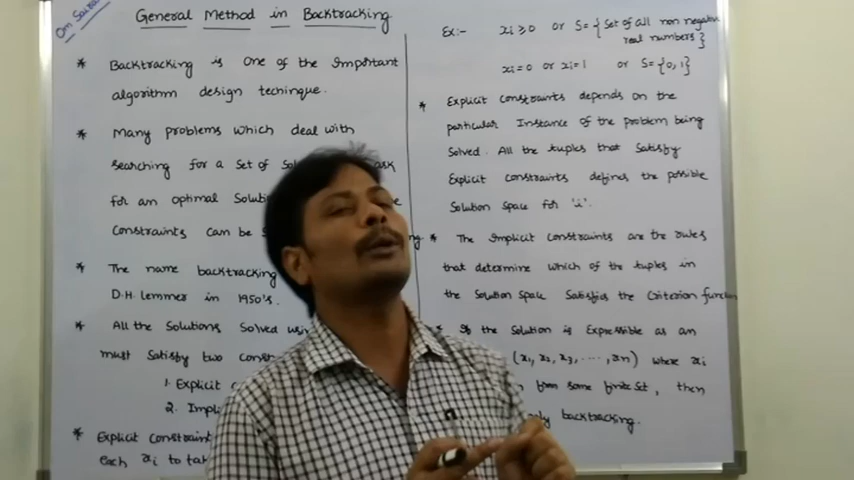 Om Saira
General Method in Backtracking
* Backtracking is one of the Important
algorithm design techinque.
* Many problems which deal with
searching for a set of ask
for an optimal
constraints can be
* The name backtracking
D.H. Lemmer in 1950's.
* All the Solutions Solved
must satisfy two
1. Explicit
2.
* Explicit
each xi to
Ex:- xi ≥ 0 or S = { Set of all non negative
real numbers }
xi = 0 or xi = 1 or S = {0, 1}
* Explicit constraints depends on the
particular Instance of the problem being
Solved. All the tuples that Satisfy
Explicit constraints defines the possible
Solution space for 'i'.
* The Implicit constraints are the rules
that determine which of the tuples in
the Solution Space Satisfies the Criterion function
* If the Solution is Expressible as an
(x1, x2, x3, ...., xn) where xi
from some finite set, then
backtracking.